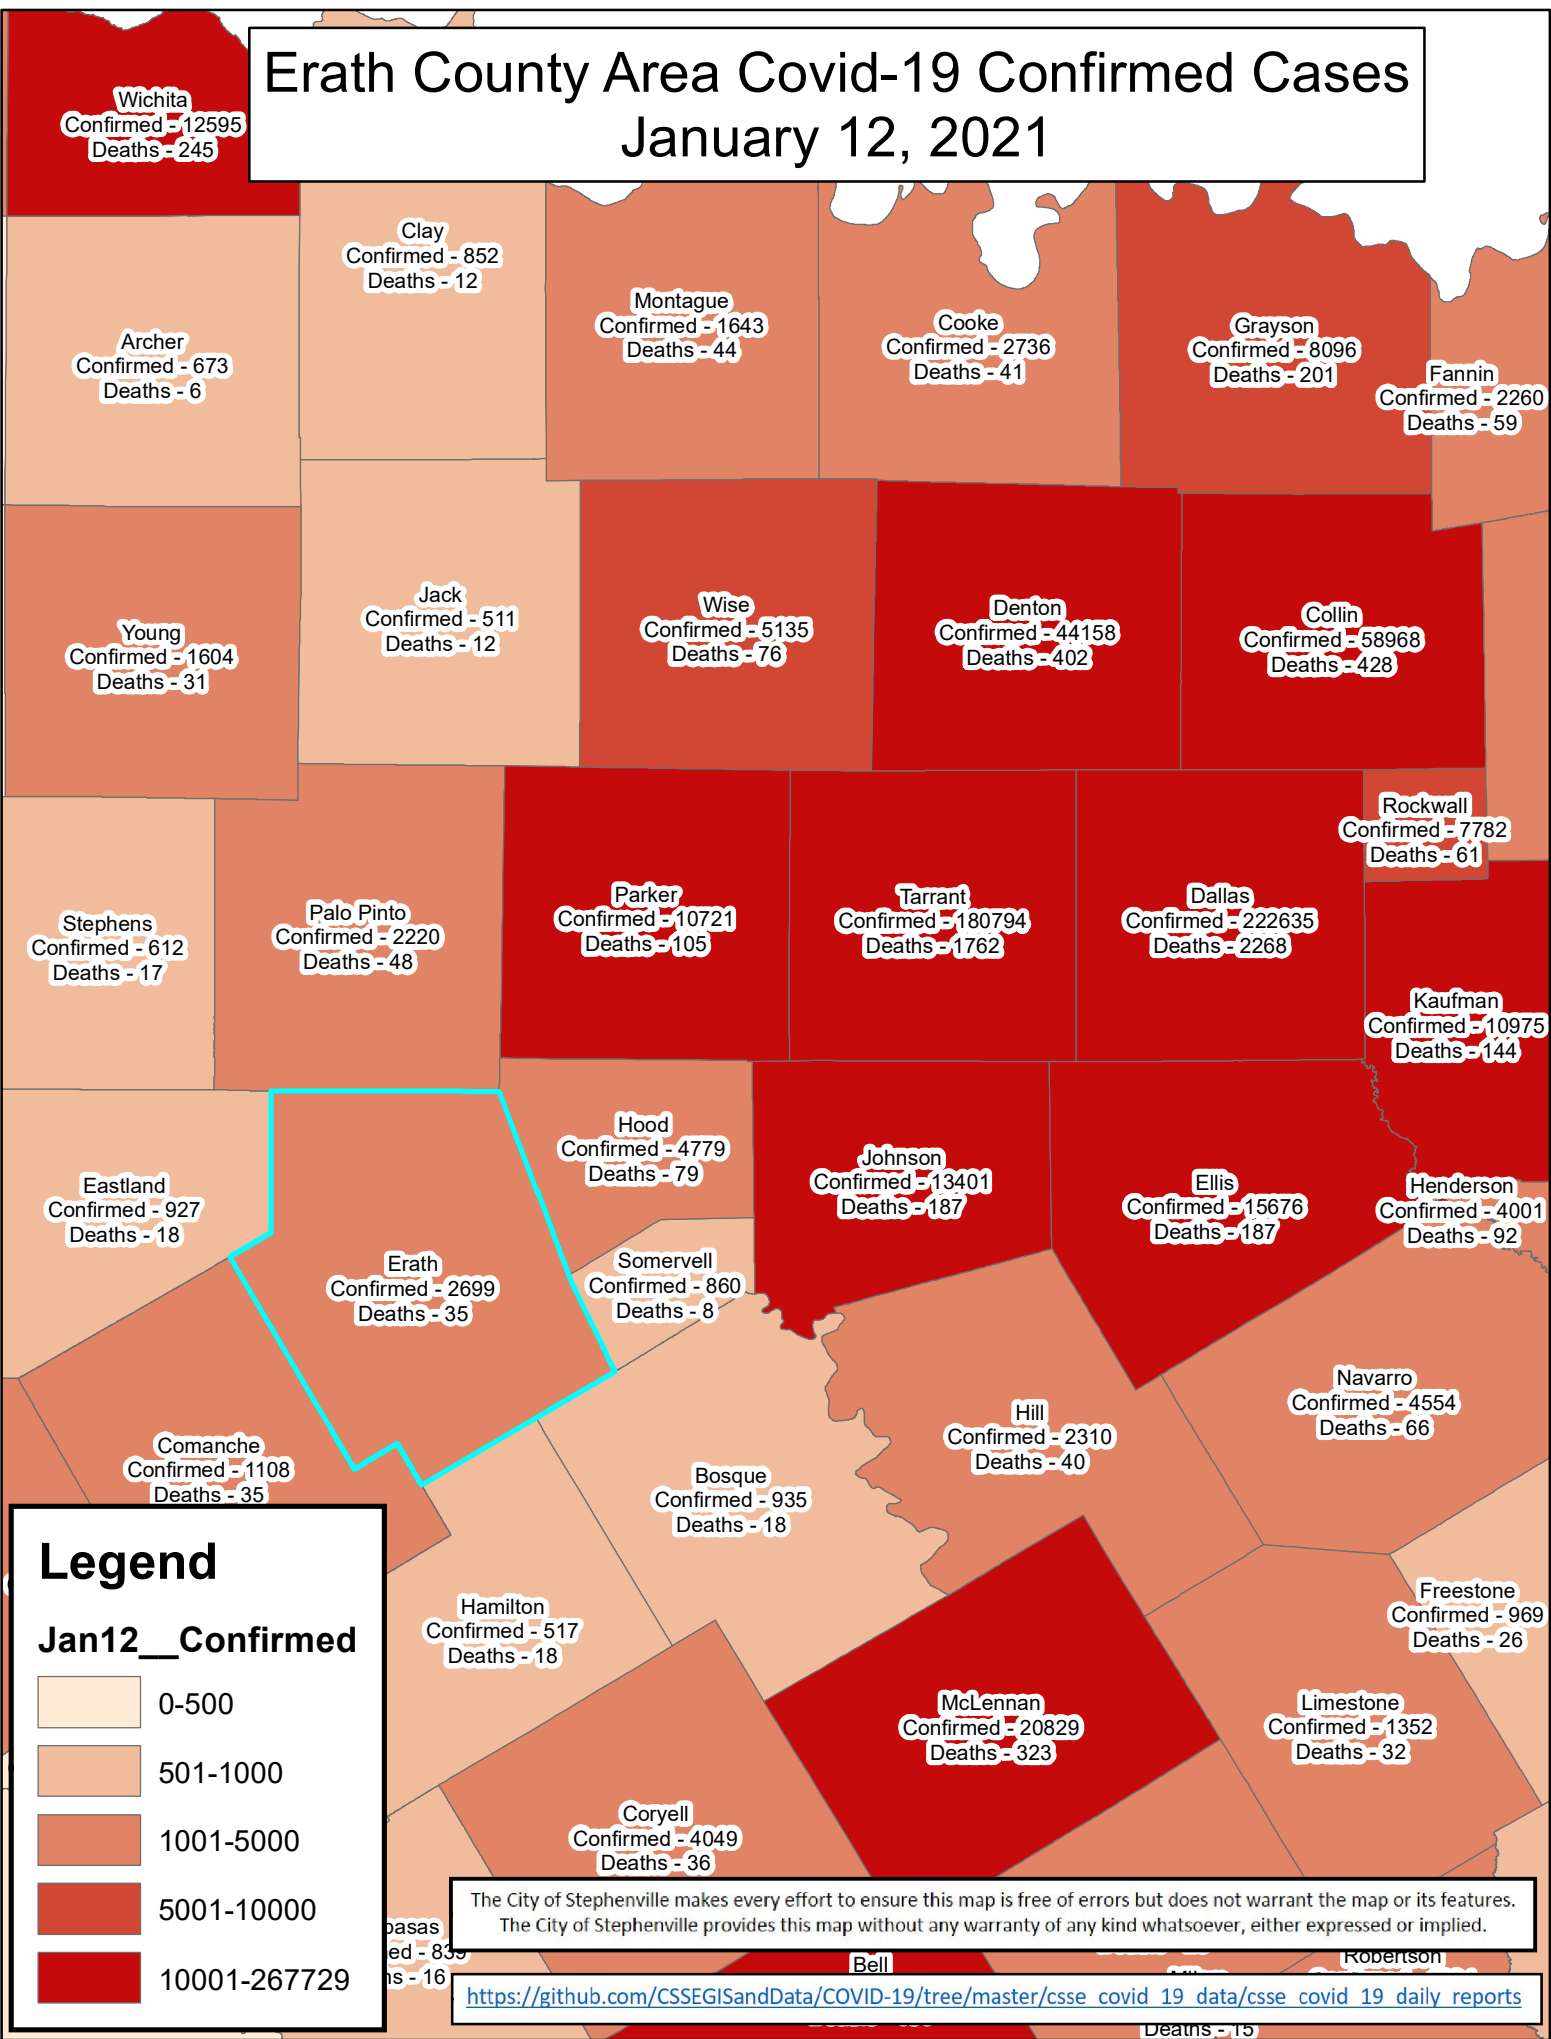 Erath County Area Covid-19 Confirmed Cases
January 12, 2021
Wichita
Confirmed - 12595
Deaths - 245
Clay
Confirmed - 852
Deaths - 12
Montague
Confirmed - 1643
Deaths - 44
Cooke
Confirmed - 2736
Deaths - 41
Grayson
Confirmed - 8096
Deaths - 201
Fannin
Confirmed - 2260
Deaths - 59
Archer
Confirmed - 673
Deaths - 6
Young
Confirmed - 1604
Deaths - 31
Jack
Confirmed - 511
Deaths - 12
Wise
Confirmed - 5135
Deaths - 76
Denton
Confirmed - 44158
Deaths - 402
Collin
Confirmed - 58968
Deaths - 428
Rockwall
Confirmed - 7782
Deaths - 61
Stephens
Confirmed - 612
Deaths - 17
Palo Pinto
Confirmed - 2220
Deaths - 48
Parker
Confirmed - 10721
Deaths - 105
Tarrant
Confirmed - 180794
Deaths - 1762
Dallas
Confirmed - 222635
Deaths - 2268
Kaufman
Confirmed - 10975
Deaths - 144
Eastland
Confirmed - 927
Deaths - 18
Erath
Confirmed - 2699
Deaths - 35
Hood
Confirmed - 4779
Deaths - 79
Somervell
Confirmed - 860
Deaths - 8
Johnson
Confirmed - 13401
Deaths - 187
Ellis
Confirmed - 15676
Deaths - 187
Henderson
Confirmed - 4001
Deaths - 92
Comanche
Confirmed - 1108
Deaths - 35
Bosque
Confirmed - 935
Deaths - 18
Hill
Confirmed - 2310
Deaths - 40
Navarro
Confirmed - 4554
Deaths - 66
Hamilton
Confirmed - 517
Deaths - 18
Freestone
Confirmed - 969
Deaths - 26
McLennan
Confirmed - 20829
Deaths - 323
Limestone
Confirmed - 1352
Deaths - 32
Coryell
Confirmed - 4049
Deaths - 36
Legend
Jan12__Confirmed
0-500
501-1000
1001-5000
5001-10000
10001-267729
pasas
ed - 839
ns - 16
The City of Stephenville makes every effort to ensure this map is free of errors but does not warrant the map or its features.
The City of Stephenville provides this map without any warranty of any kind whatsoever, either expressed or implied.
Bell
Robertson
https://github.com/CSSEGISandData/COVID-19/tree/master/csse_covid_19_data/csse_covid_19_daily_reports
Deaths - 15